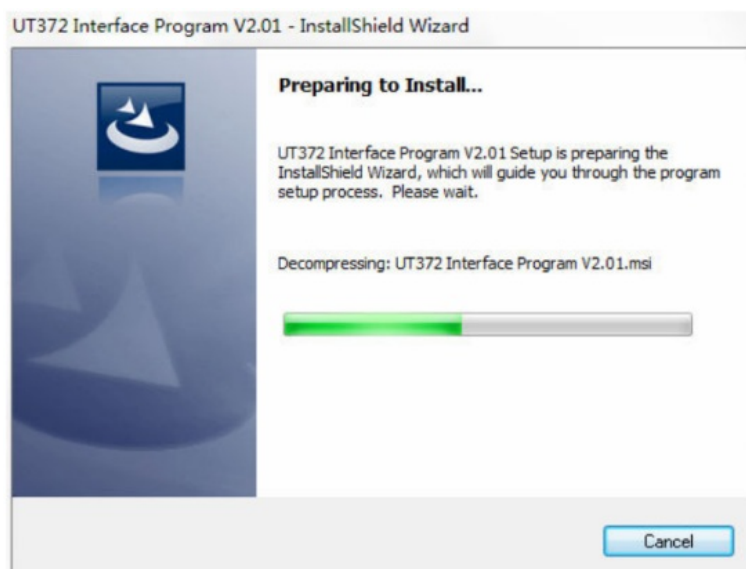 UT372 Interface Program V2.01 - InstallShield Wizard
Preparing to Install...
UT372 Interface Program V2.01 Setup is preparing the
InstallShield Wizard, which will guide you through the program
setup process. Please wait.
Decompressing: UT372 Interface Program V2.01.msi
Cancel